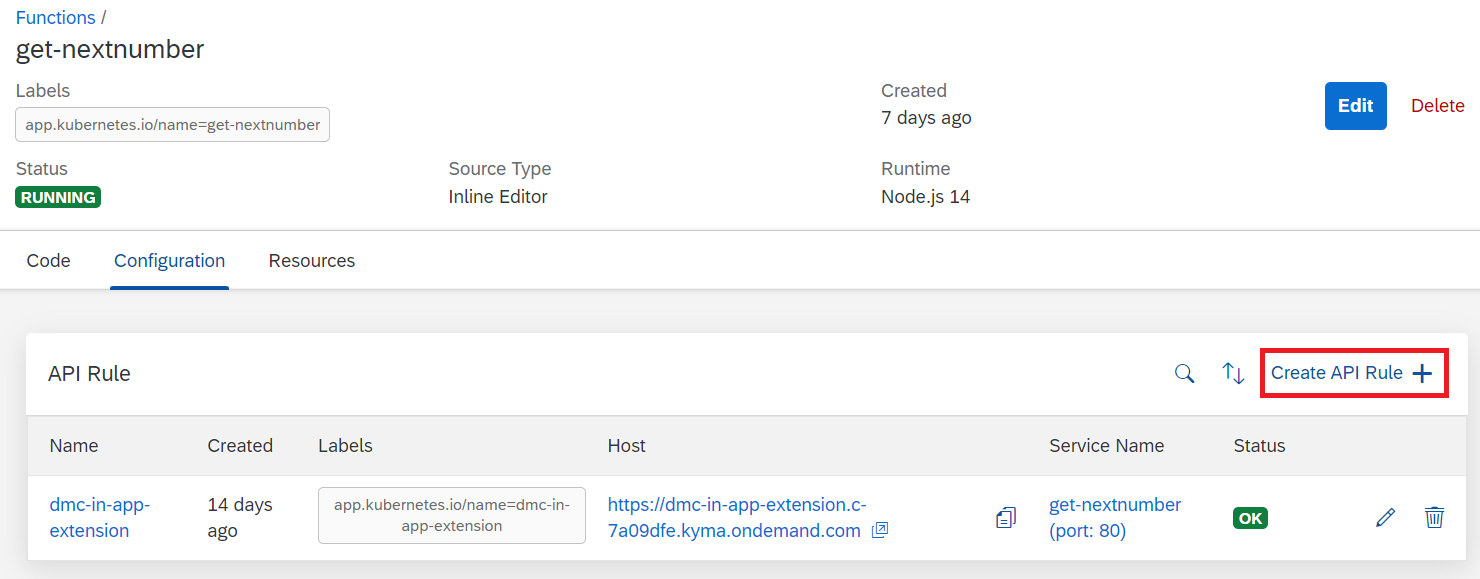 Functions /
get-nextnumber
Labels
app.kubernetes.io/name=get-nextnumber
Created
7 days ago
Edit
Delete
Status
RUNNING
Source Type
Inline Editor
Runtime
Node.js 14
Code
Configuration
Resources
API Rule
Create API Rule
Name
Created
Labels
Host
Service Name
Status
dmc-in-app-
extension
14 days
ago
app.kubernetes.io/name=dmc-in-
app-extension
https://dmc-in-app-extension.c-
7a09dfe.kyma.ondemand.com
get-nextnumber
(port: 80)
OK